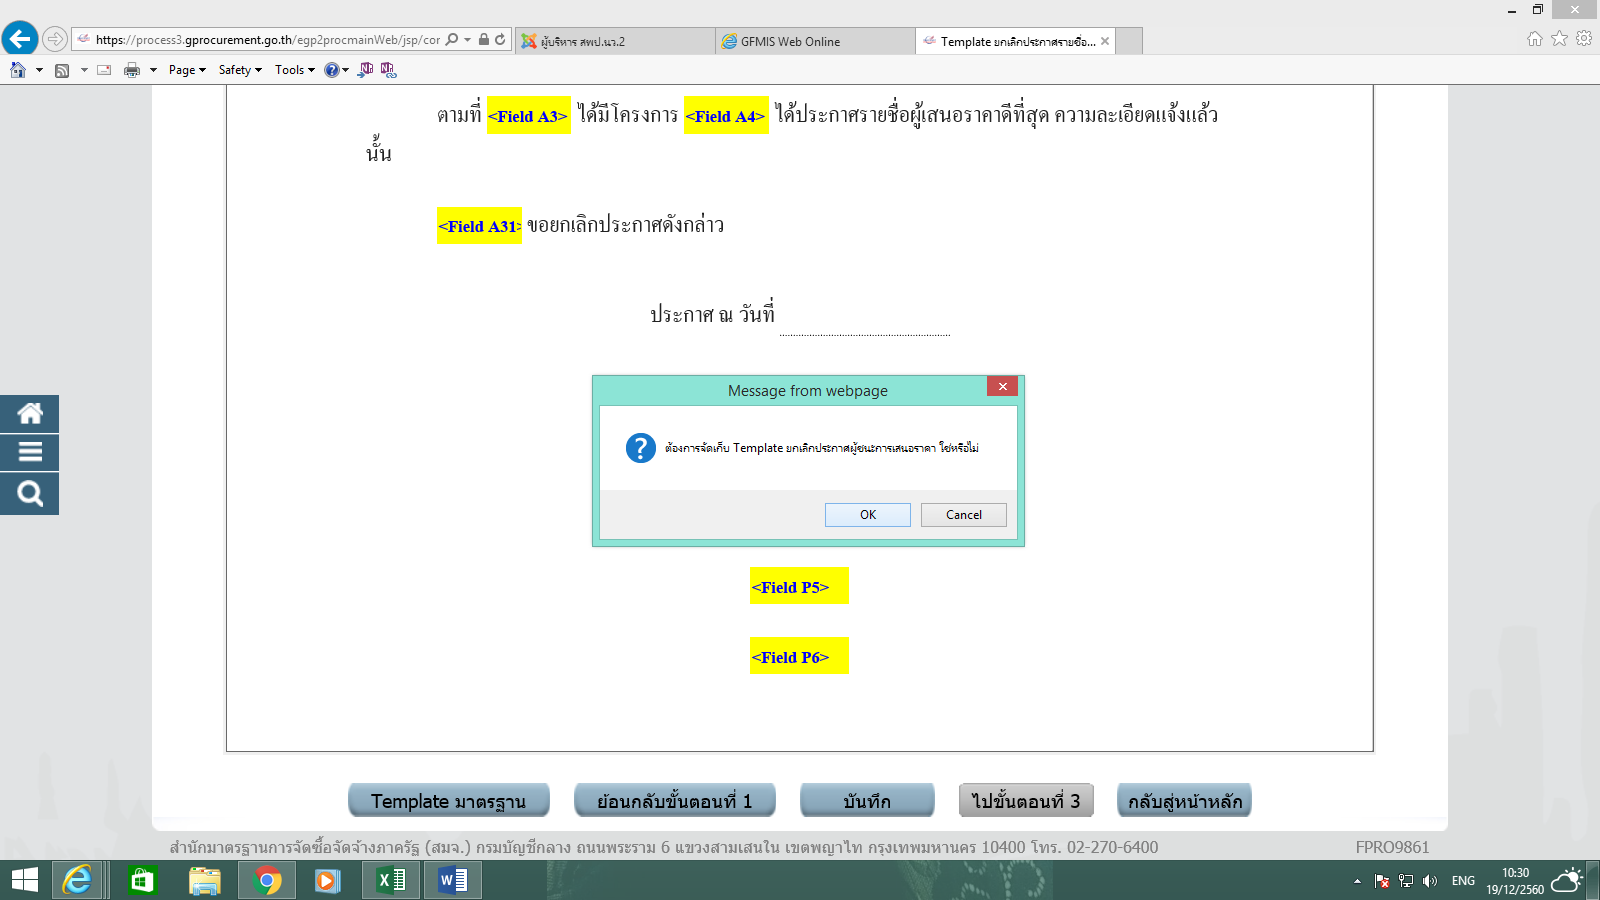 https://process3.gprocurement.go.th/egp2procmainWeb/jsp/cor
ผู้บริหาร สพป.นว.2
GFMIS Web Online
Template ยกเลิกประกาศรายชื่อ...
Page
Safety
Tools
ตามที่ <Field A3> ได้มีโครงการ <Field A4> ได้ประกาศรายชื่อผู้เสนอราคาดีที่สุด ความละเอียดแจ้งแล้ว
นั้น
<Field A31> ขอยกเลิกประกาศดังกล่าว
ประกาศ ณ วันที่
Message from webpage
ต้องการจัดเก็บ Template ยกเลิกประกาศผู้ชนะการเสนอราคา ใช่หรือไม่
OK
Cancel
<Field P5>
<Field P6>
Template มาตรฐาน
ย้อนกลับขั้นตอนที่ 1
บันทึก
ไปขั้นตอนที่ 3
กลับสู่หน้าหลัก
สำนักมาตรฐานการจัดซื้อจัดจ้างภาครัฐ (สมจ.) กรมบัญชีกลาง ถนนพระราม 6 แขวงสามเสนใน เขตพญาไท กรุงเทพมหานคร 10400 โทร. 02-270-6400
FPRO9861
ENG
10:30
19/12/2560